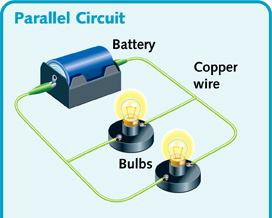 Parallel Circuit
Battery
Copper
wire
Bulbs